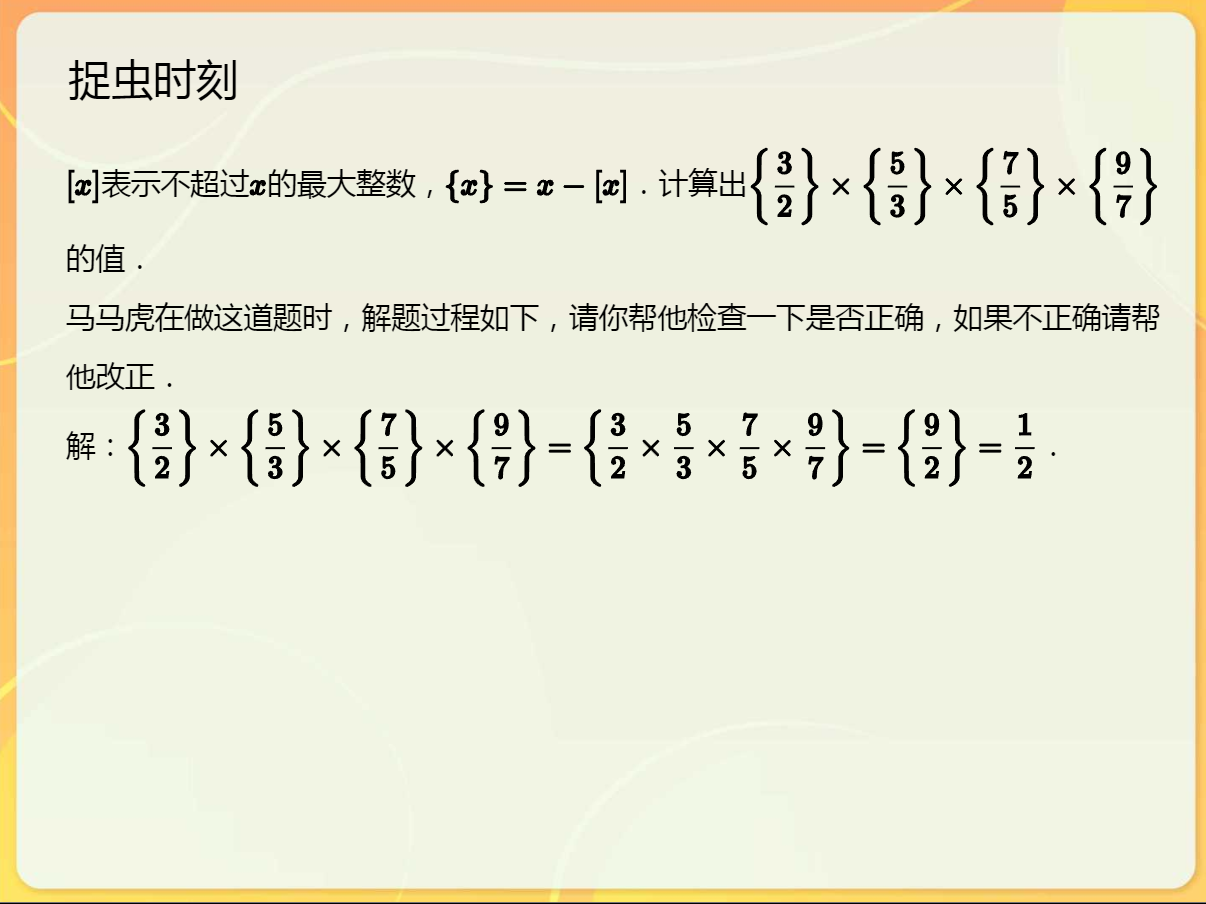 捉虫时刻
[x]表示不超过x的最大整数，{x} = x − [x]．计算出{3/2} × {5/3} × {7/5} × {9/7}
的值．
马马虎在做这道题时，解题过程如下，请你帮他检查一下是否正确，如果不正确请帮
他改正．
解：{3/2} × {5/3} × {7/5} × {9/7} = {3/2 × 5/3 × 7/5 × 9/7} = {9/2} = 1/2．